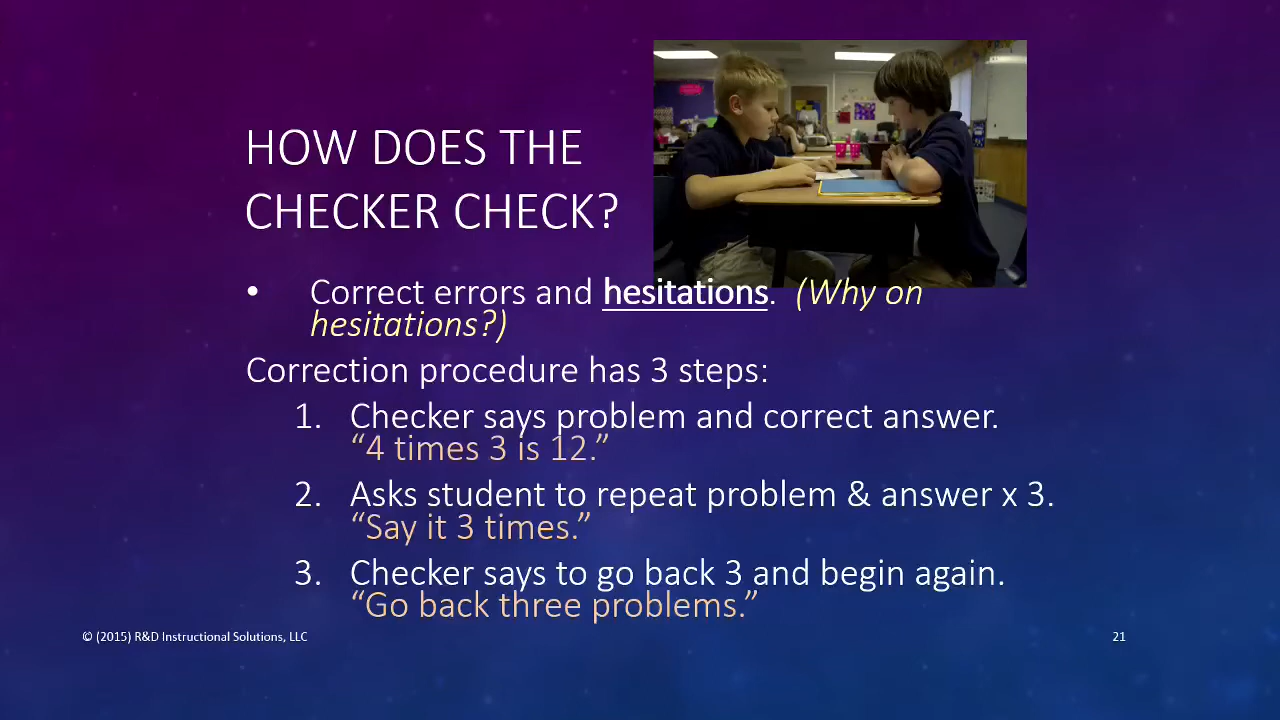 HOW DOES THE
CHECKER CHECK?
• Correct errors and hesitations. (Why on
hesitations?)
Correction procedure has 3 steps:
1. Checker says problem and correct answer.
“4 times 3 is 12.”
2. Asks student to repeat problem & answer x 3.
“Say it 3 times.”
3. Checker says to go back 3 and begin again.
“Go back three problems.”
© (2015) R&D Instructional Solutions, LLC
21